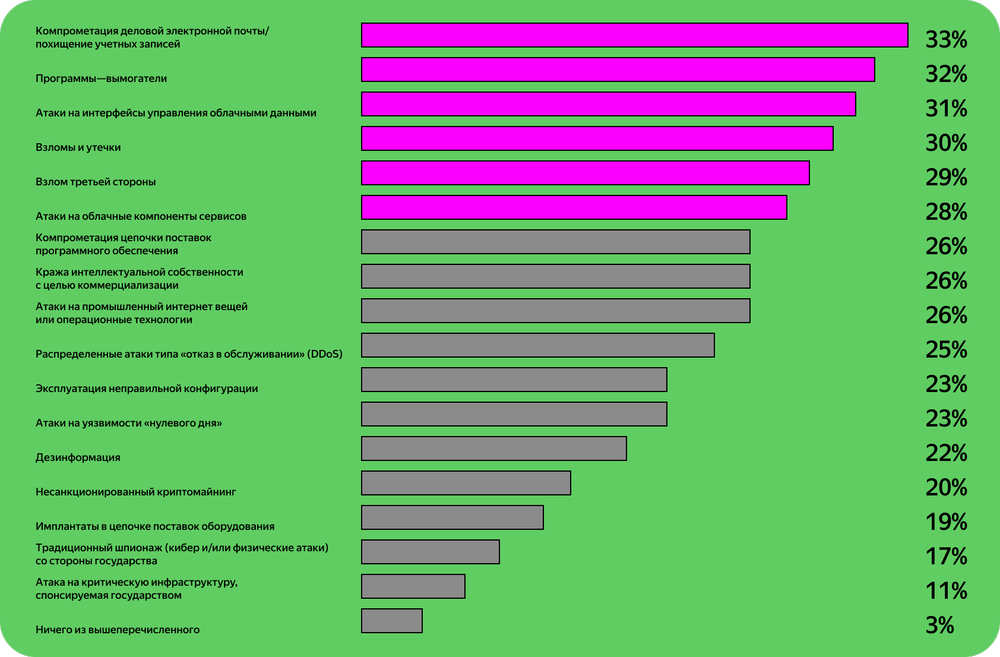 Компрометация деловой электронной почты/
похищение учетных записей
33%
Программы—вымогатели
32%
Атаки на интерфейсы управления облачными данными
31%
Взломы и утечки
30%
Взлом третьей стороны
29%
Атаки на облачные компоненты сервисов
28%
Компрометация цепочки поставок
программного обеспечения
26%
Кража интеллектуальной собственности
с целью коммерциализации
26%
Атаки на промышленный интернет вещей
или операционные технологии
26%
Распределенные атаки типа «отказ в обслуживании» (DDoS)
25%
Эксплуатация неправильной конфигурации
23%
Атаки на уязвимости «нулевого дня»
23%
Дезинформация
22%
Несанкционированный криптомайнинг
20%
Имплантаты в цепочке поставок оборудования
19%
Традиционный шпионаж (кибер и/или физические атаки)
со стороны государства
17%
Атака на критическую инфраструктуру,
спонсируемая государством
11%
Ничего из вышеперечисленного
3%